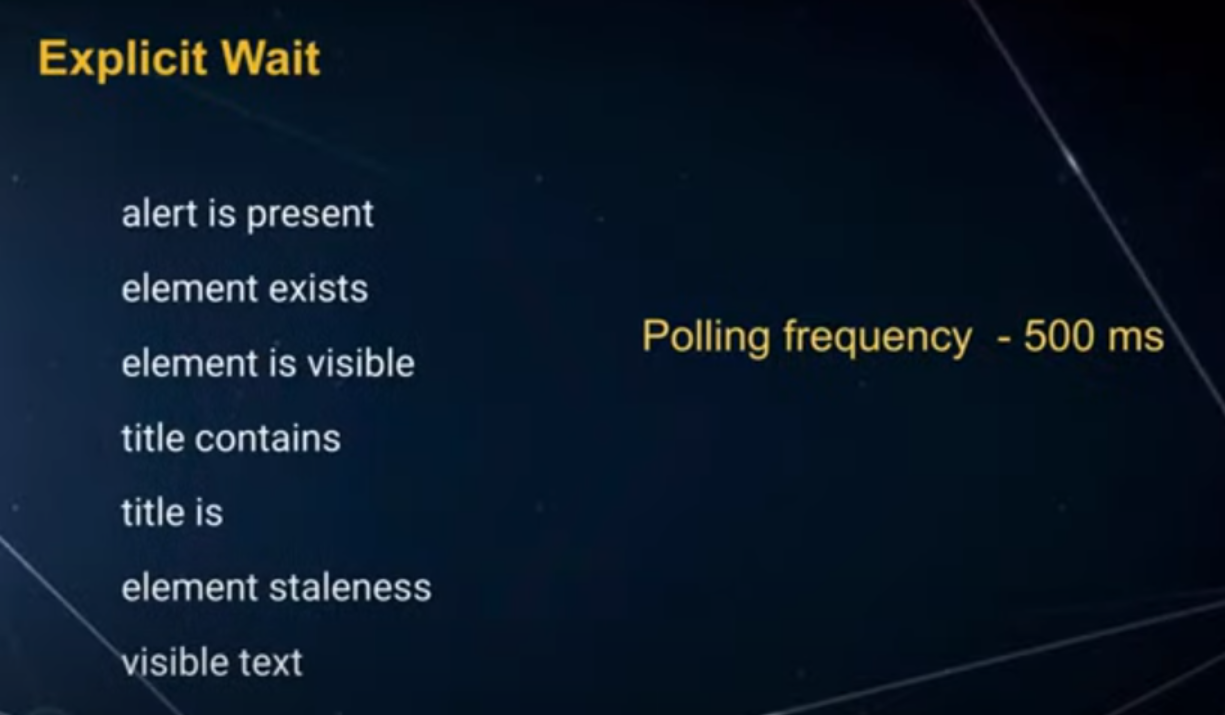 Explicit Wait
alert is present
element exists
element is visible
title contains
title is
element staleness
visible text
Polling frequency - 500 ms